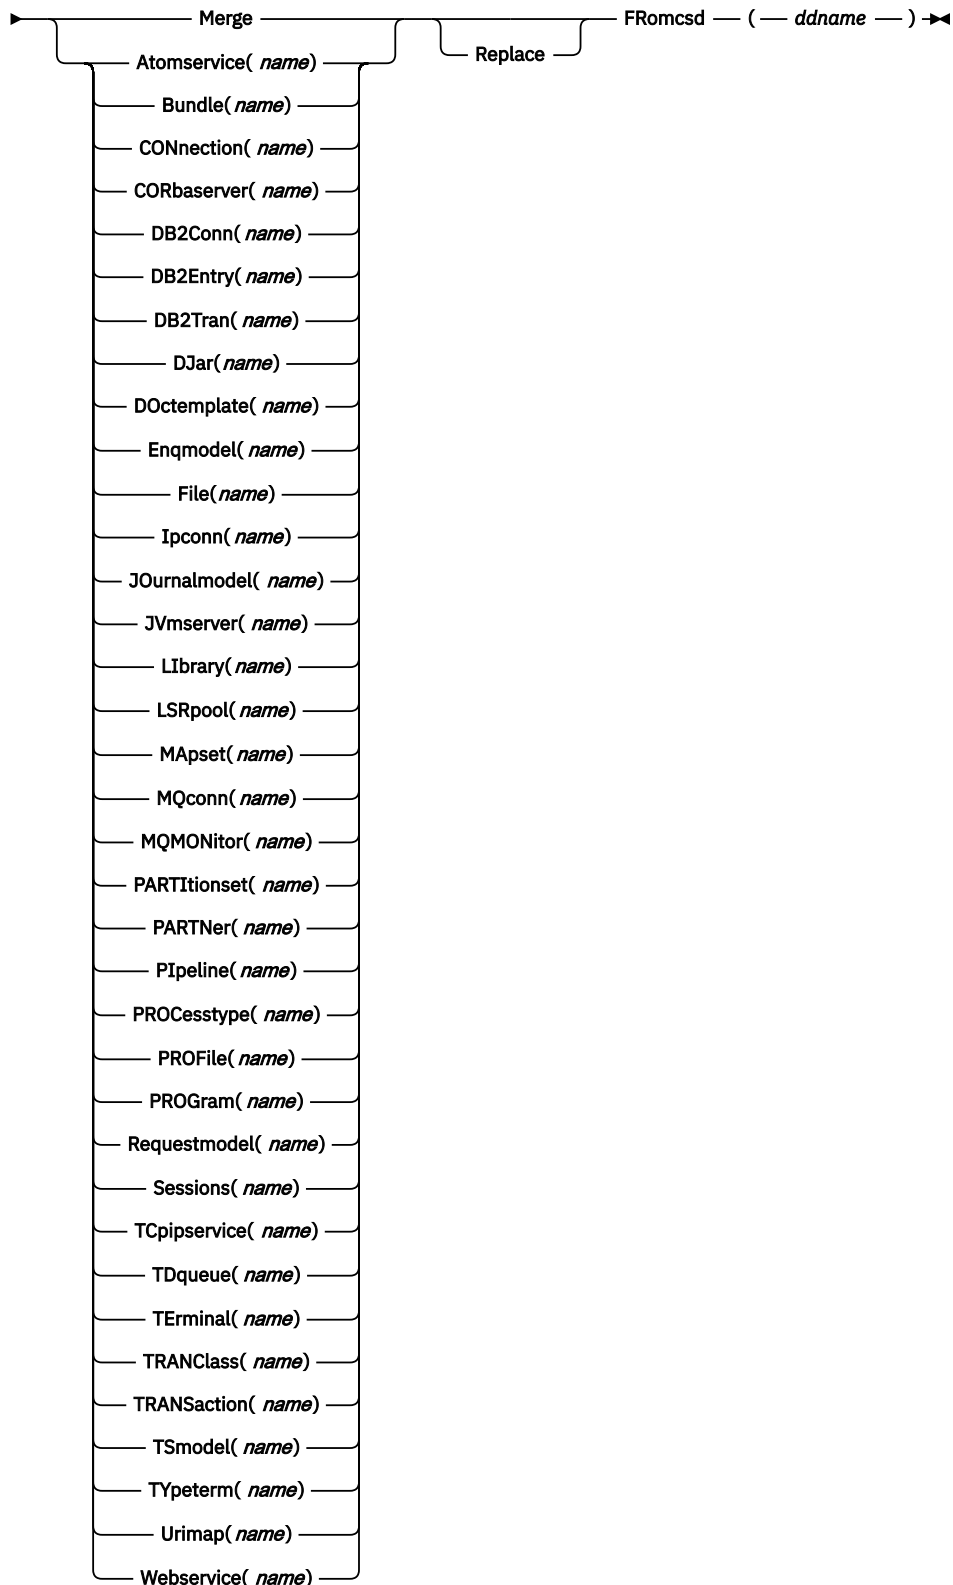 Merge FRomcsd ( ddname )
Replace
Atomservice( name)
Bundle( name)
CONnection( name)
CORbaserver( name)
DB2Conn( name)
DB2Entry( name)
DB2Tran( name)
DJar(name)
DOctemplate( name)
Enqmodel( name)
File(name)
Ipconn( name)
JOurnalmodel( name)
JVmserver( name)
LIbrary( name)
LSRpool( name)
MApset( name)
MQconn( name)
MQMONitor( name)
PARTItionset( name)
PARTNer( name)
PIpeline( name)
PROCesstype( name)
PROFile( name)
PROGram( name)
Requestmodel( name)
Sessions( name)
TCpipservice( name)
TDqueue( name)
TErminal( name)
TRANClass( name)
TRANSaction( name)
TSmodel( name)
TYpeterm( name)
Urimap( name)
Webservice( name)